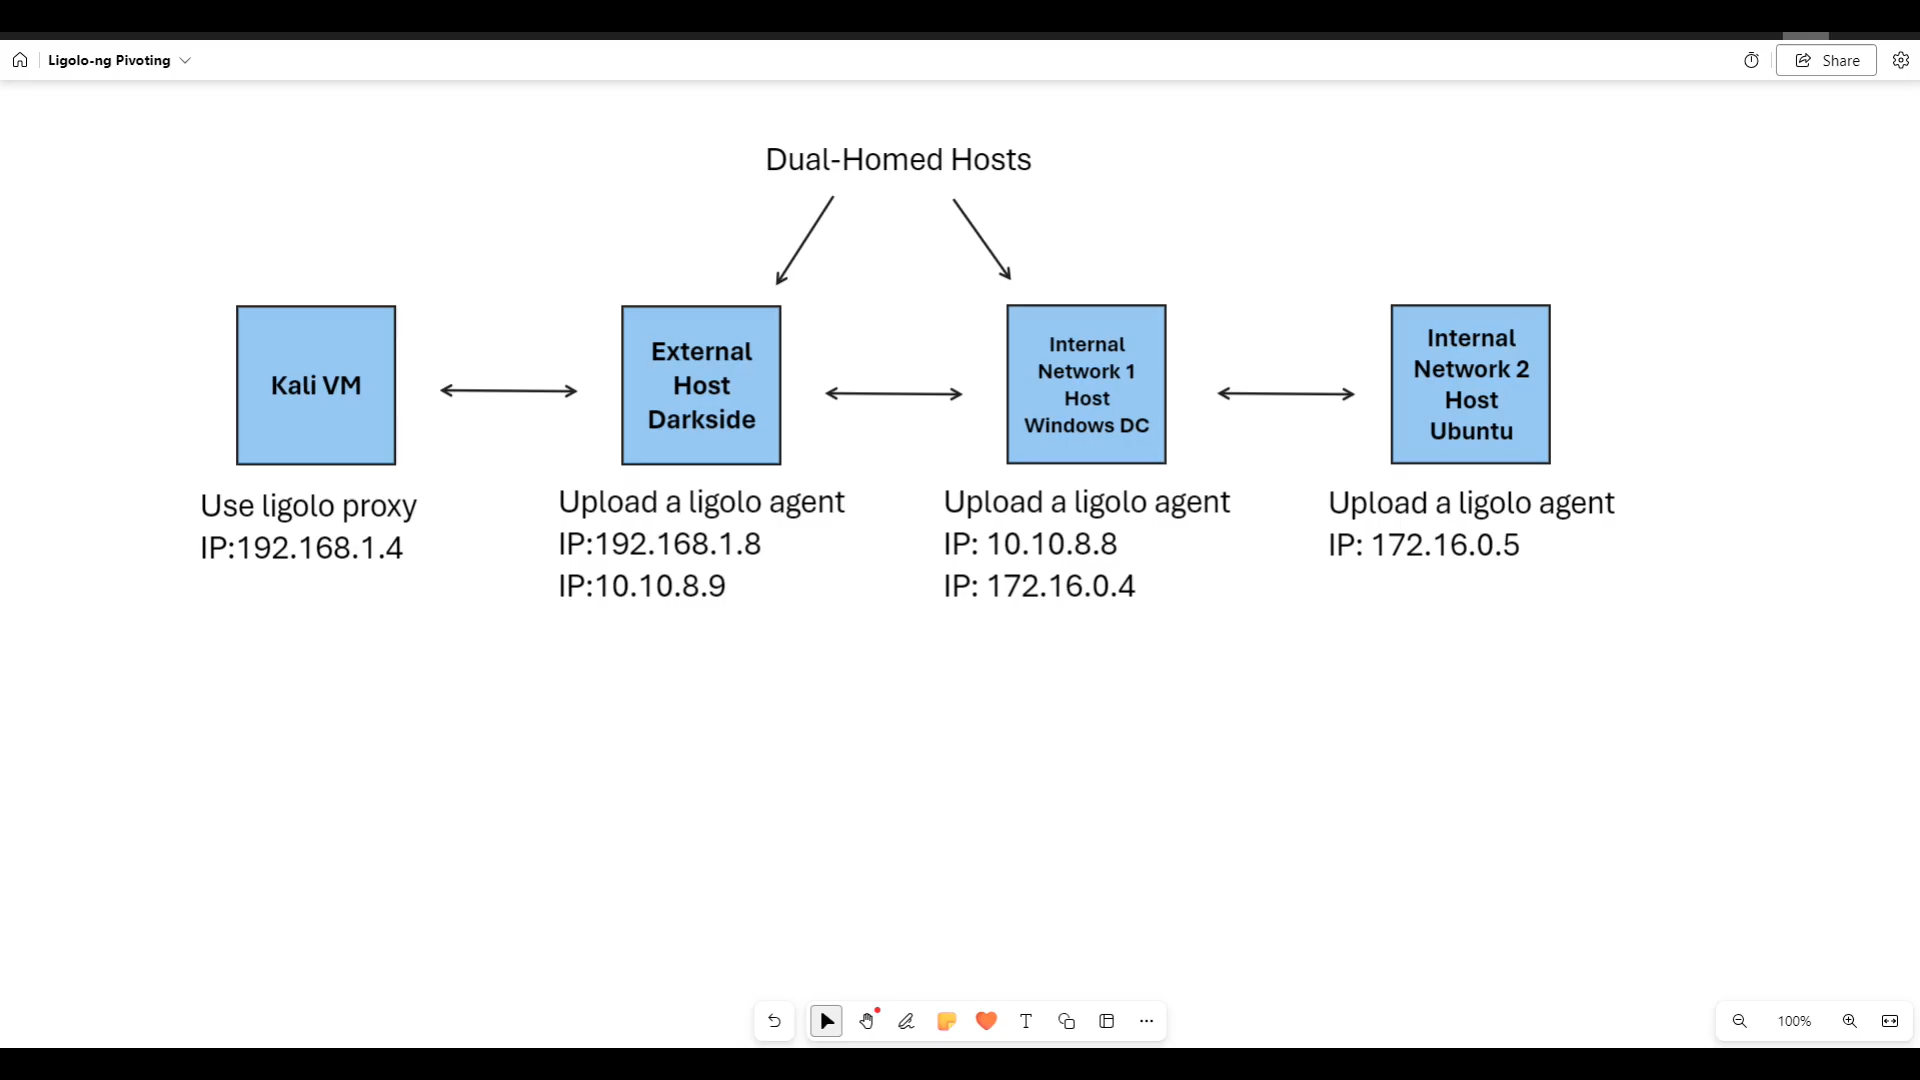 Ligolo-ng Pivoting
Share
Dual-Homed Hosts
Kali VM
External
Host
Darkside
Internal
Network 1
Host
Windows DC
Internal
Network 2
Host
Ubuntu
Use ligolo proxy
IP:192.168.1.4
Upload a ligolo agent
IP:192.168.1.8
IP:10.10.8.9
Upload a ligolo agent
IP: 10.10.8.8
IP: 172.16.0.4
Upload a ligolo agent
IP: 172.16.0.5
100%